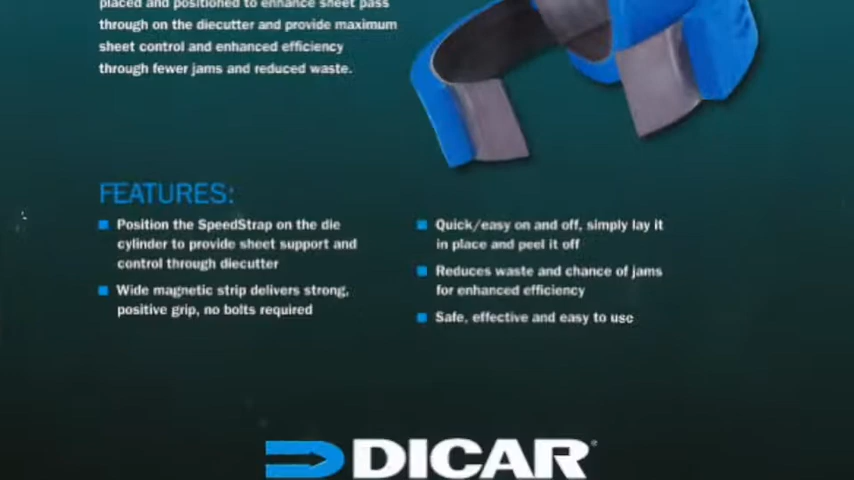 placed and positioned to enhance sheet pass
through on the diecutter and provide maximum
sheet control and enhanced efficiency
through fewer jams and reduced waste.
FEATURES:
Position the SpeedStrap on the die
cylinder to provide sheet support and
control through diecutter
Wide magnetic strip delivers strong,
positive grip, no bolts required
Quick/easy on and off, simply lay it
in place and peel it off
Reduces waste and chance of jams
for enhanced efficiency
Safe, effective and easy to use
DICAR®